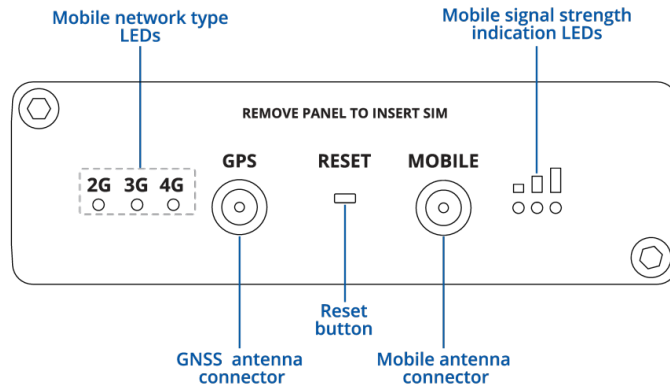 Mobile network type
LEDs
Mobile signal strength
indication LEDs
REMOVE PANEL TO INSERT SIM
GPS
RESET
MOBILE
2G 3G 4G
Reset
button
GNSS antenna
connector
Mobile antenna
connector